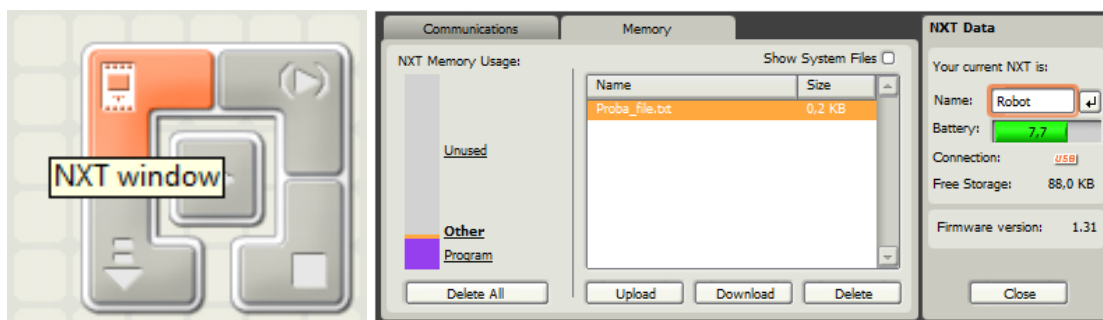 NXT window
Communications
Memory
NXT Memory Usage:
Show System Files
Name Size
Proba_file.txt 0,2 KB
Unused
Other
Program
Delete All
Upload Download Delete
NXT Data
Your current NXT is:
Name: Robot
Battery: 7,7
Connection: USB
Free Storage: 88,0 KB
Firmware version: 1.31
Close